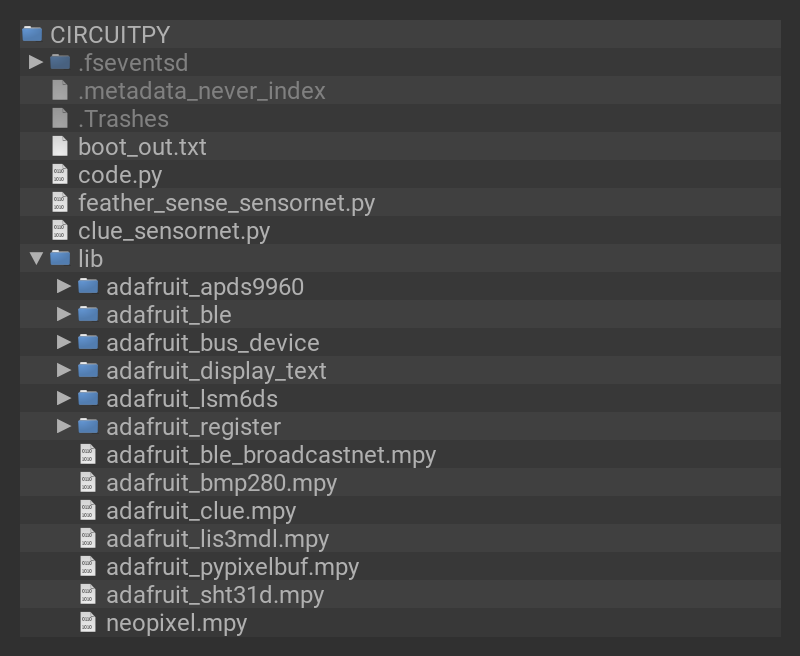 CIRCUITPY
.fseventsd
.metadata_never_index
.Trashes
boot_out.txt
code.py
feather_sense_sensornet.py
clue_sensornet.py
lib
adafruit_apds9960
adafruit_ble
adafruit_bus_device
adafruit_display_text
adafruit_lsm6ds
adafruit_register
adafruit_ble_broadcastnet.mpy
adafruit_bmp280.mpy
adafruit_clue.mpy
adafruit_lis3mdl.mpy
adafruit_pypixelbuf.mpy
adafruit_sht31d.mpy
neopixel.mpy